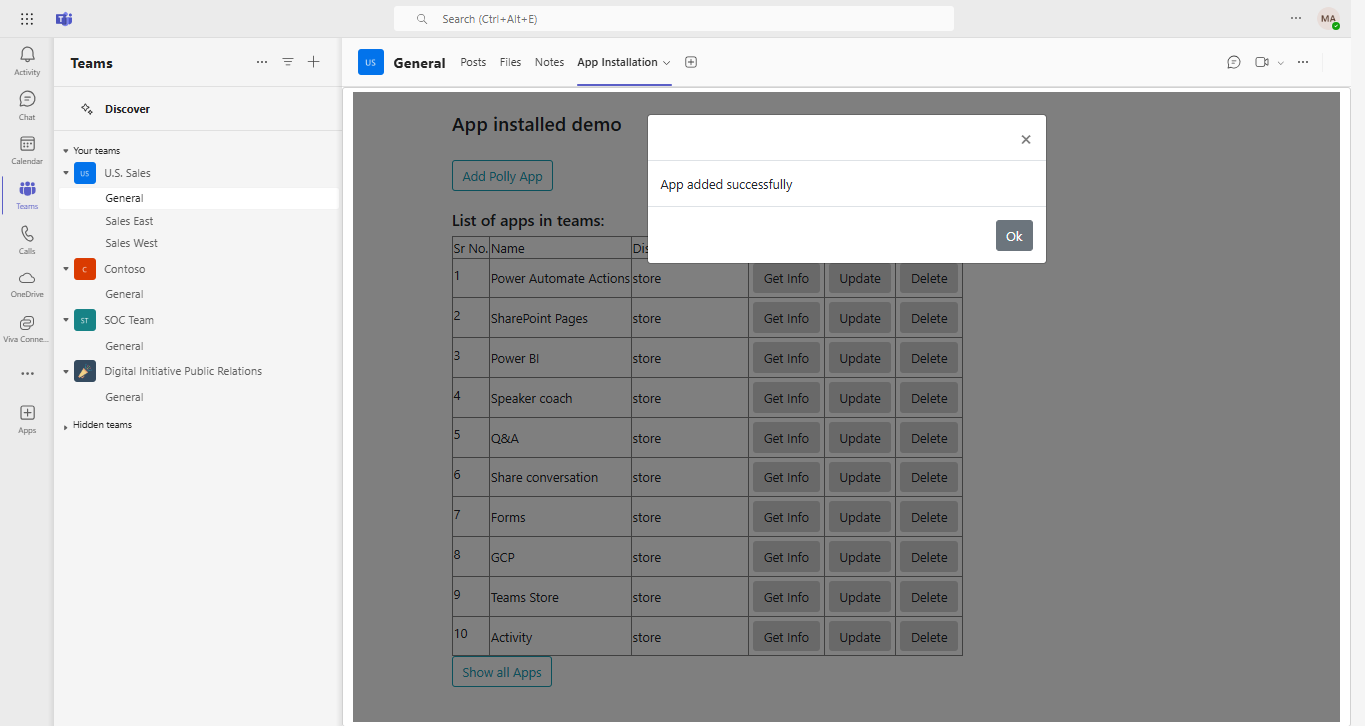 Search (Ctrl+Alt+E)
MA
Activity
Chat
Calendar
Teams
Calls
OneDrive
Viva Conne...
Apps
Teams
Discover
Your teams
US U.S. Sales
General
Sales East
Sales West
C Contoso
General
ST SOC Team
General
Digital Initiative Public Relations
General
Hidden teams
US General Posts Files Notes App Installation
App installed demo
Add Polly App
App added successfully
Ok
List of apps in teams:
Sr No. Name
1 Power Automate Actions store Get Info Update Delete
2 SharePoint Pages store Get Info Update Delete
3 Power BI store Get Info Update Delete
4 Speaker coach store Get Info Update Delete
5 Q&A store Get Info Update Delete
6 Share conversation store Get Info Update Delete
7 Forms store Get Info Update Delete
8 GCP store Get Info Update Delete
9 Teams Store store Get Info Update Delete
10 Activity store Get Info Update Delete
Show all Apps